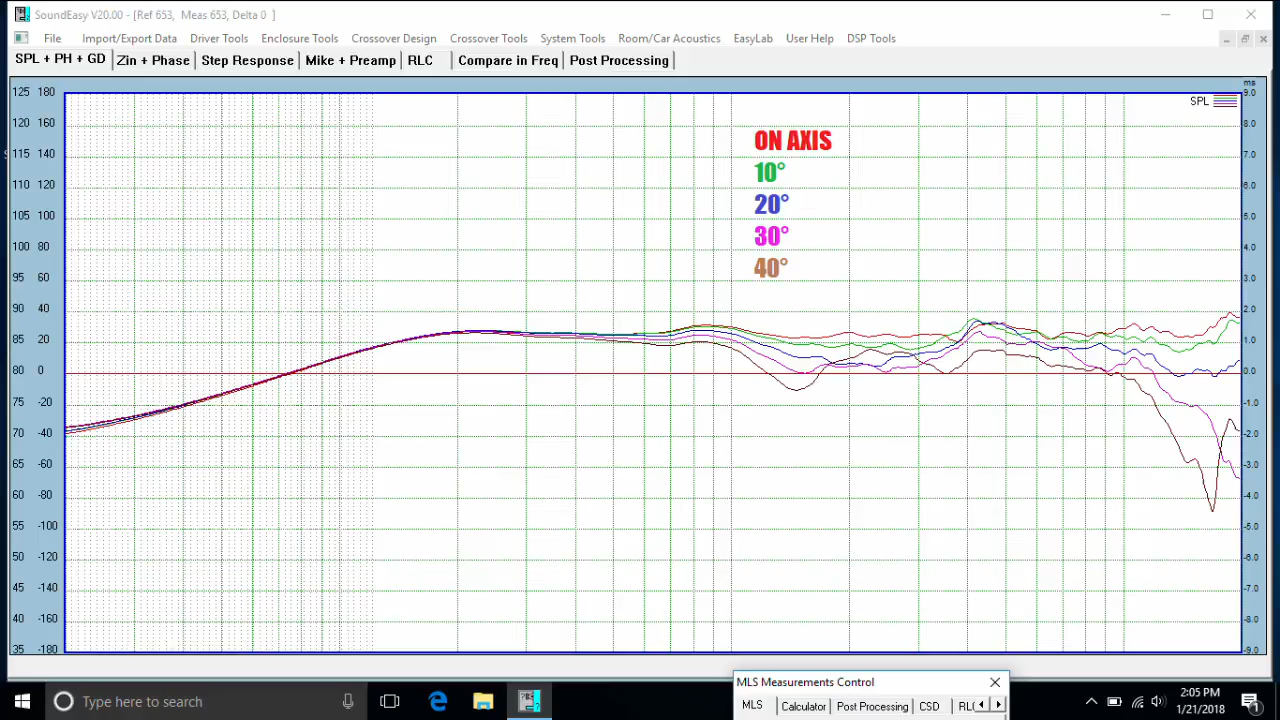 SoundEasy V20.00 - [Ref 653, Meas 653, Delta 0 ]
File Import/Export Data Driver Tools Enclosure Tools Crossover Design Crossover Tools System Tools Room/Car Acoustics EasyLab User Help DSP Tools
SPL + PH + GD Zin + Phase Step Response Mike + Preamp RLC Compare in Freq Post Processing
ms
125 180 9.0
SPL
120 160 8.0
ON AXIS
115 140 7.0
10°
110 120 6.0
20°
105 100 5.0
30°
100 80 4.0
40°
95 60 3.0
90 40 2.0
85 20 1.0
80 0 0.0
75 -20 -1.0
70 -40 -2.0
65 -60 -3.0
60 -80 -4.0
55 -100 -5.0
50 -120 -6.0
45 -140 -7.0
40 -160 -8.0
35 -180 -9.0
MLS Measurements Control
MLS Calculator Post Processing CSD RLC
Type here to search
2:05 PM
1/21/2018
1